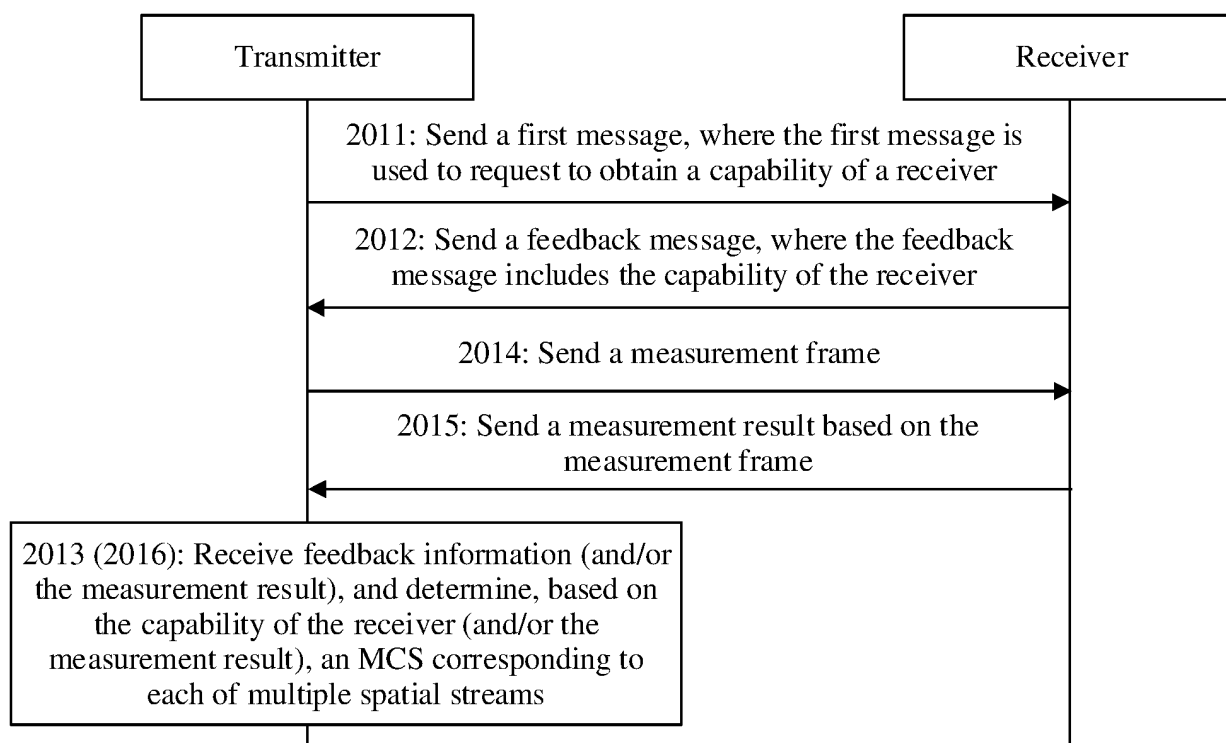 Transmitter
Receiver
2011: Send a first message, where the first message is
used to request to obtain a capability of a receiver
2012: Send a feedback message, where the feedback
message includes the capability of the receiver
2014: Send a measurement frame
2015: Send a measurement result based on the
measurement frame
2013 (2016): Receive feedback information (and/or
the measurement result), and determine, based on
the capability of the receiver (and/or the
measurement result), an MCS corresponding to
each of multiple spatial streams